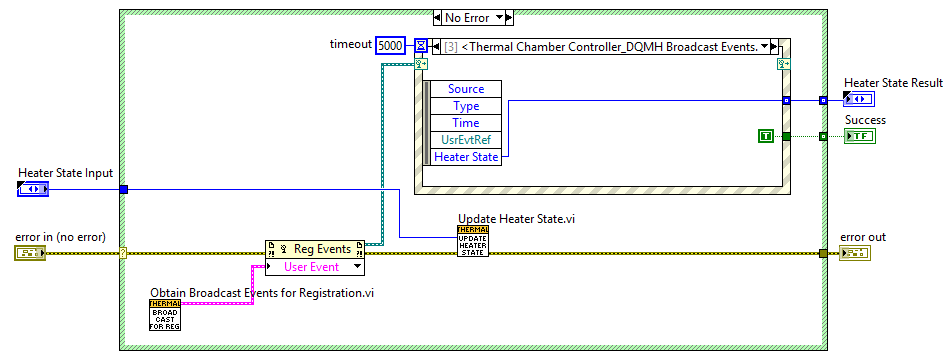 No Error
timeout
5000
[3] <Thermal Chamber Controller_DQMH Broadcast Events.
Source
Type
Time
UsrEvtRef
Heater State
Heater State Result
T
Success
TF
Heater State Input
Update Heater State.vi
THERMAL
UPDATE
HEATER
STATE
error in (no error)
?
?!
Reg Events
?!
User Event
error out
Obtain Broadcast Events for Registration.vi
THERMAL
BROAD
CAST
FOR REG